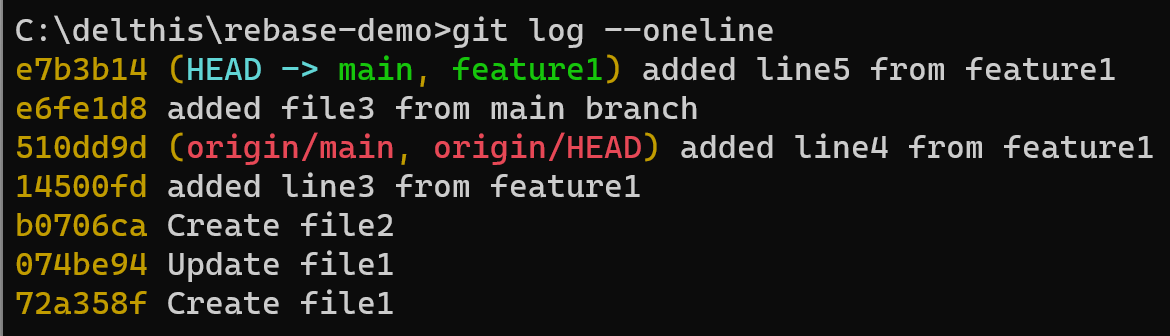 C:\delthis\rebase-demo>git log --oneline
e7b3b14 (HEAD -> main, feature1) added line5 from feature1
e6fe1d8 added file3 from main branch
510dd9d (origin/main, origin/HEAD) added line4 from feature1
14500fd added line3 from feature1
b0706ca Create file2
074be94 Update file1
72a358f Create file1